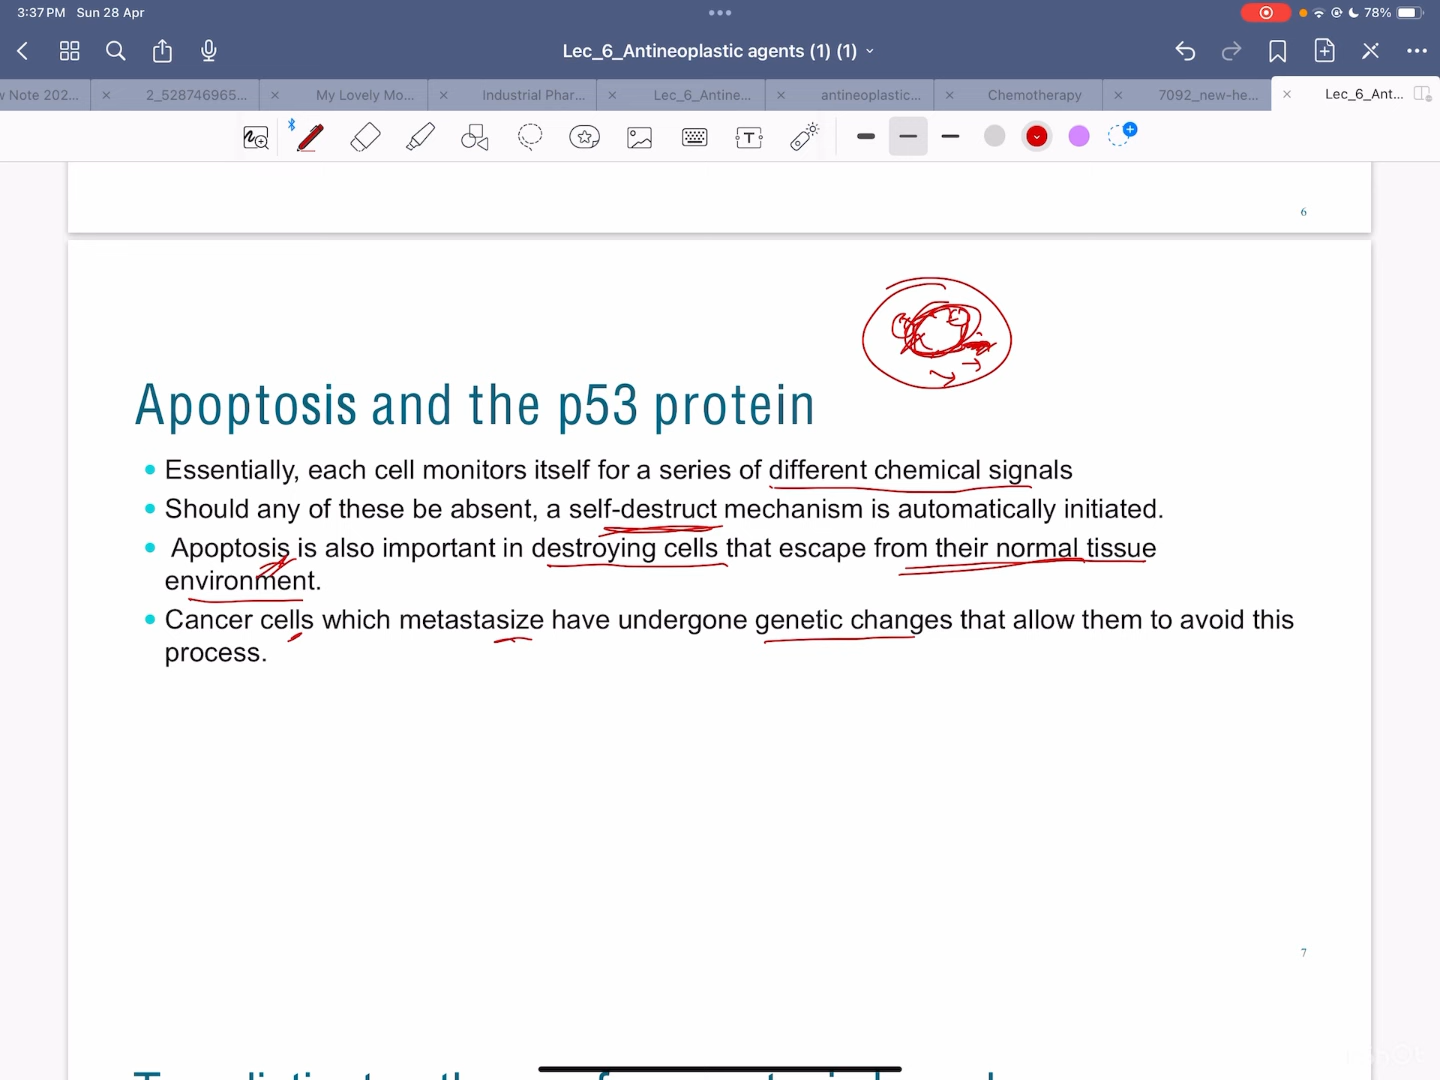 3:37 PM Sun 28 Apr
78%
Lec_6_Antineoplastic agents (1) (1)
w Note 202...
2_528746965...
My Lovely Mo...
Industrial Phar...
Lec_6_Antine...
antineoplastic...
Chemotherapy
7092_new-he...
Lec_6_Ant...
T
6
Apoptosis and the p53 protein
• Essentially, each cell monitors itself for a series of different chemical signals
• Should any of these be absent, a self-destruct mechanism is automatically initiated.
• Apoptosis is also important in destroying cells that escape from their normal tissue
environment.
• Cancer cells which metastasize have undergone genetic changes that allow them to avoid this
process.
7